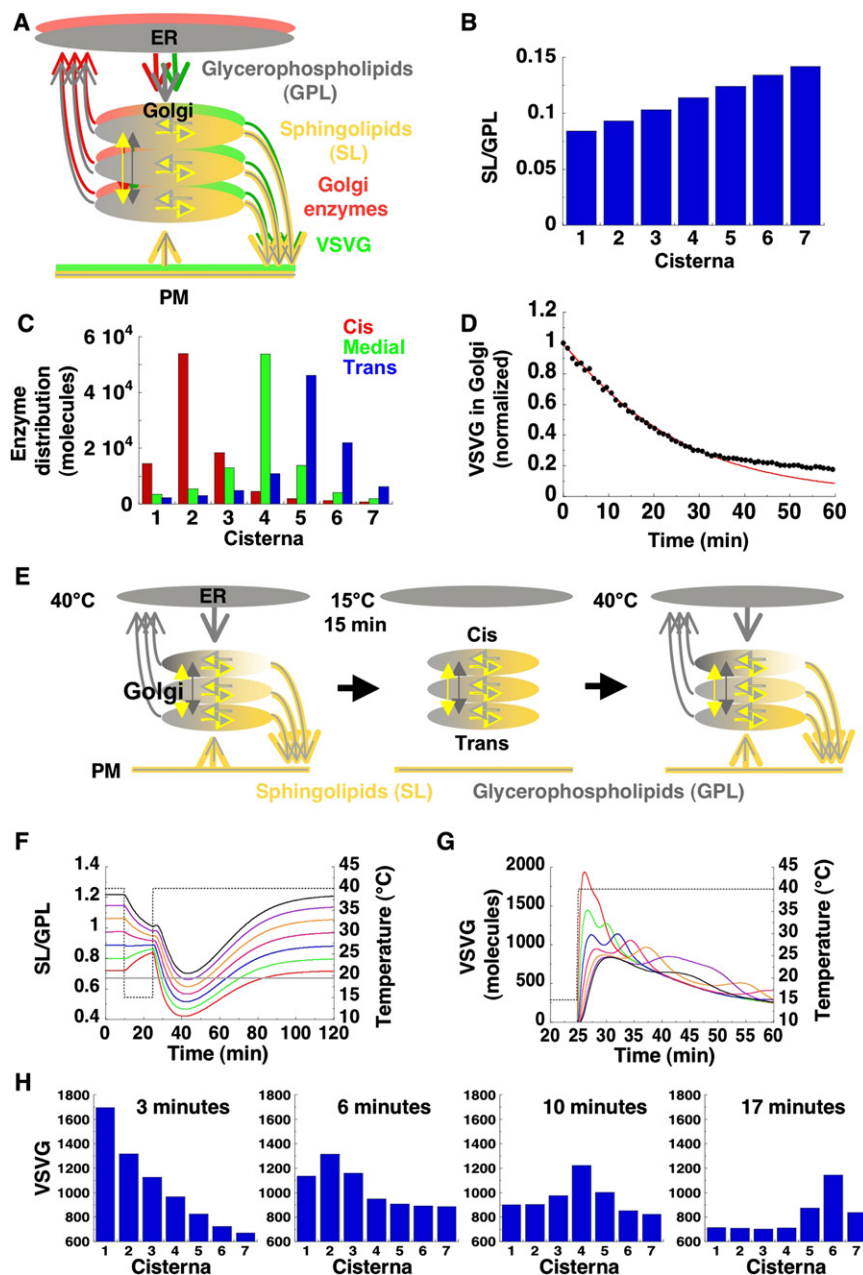 A
ER
Glycerophospholipids
(GPL)
Golgi
Sphingolipids
(SL)
Golgi
enzymes
VSVG
PM
B
SL/GPL
0.15
0.1
0.05
0
1 2 3 4 5 6 7
Cisterna
C
Enzyme
distribution
(molecules)
6 10⁴
4 10⁴
2 10⁴
0
Cis
Medial
Trans
1 2 3 4 5 6 7
Cisterna
D
VSVG in Golgi
(normalized)
1.2
1
0.8
0.6
0.4
0.2
0
0 10 20 30 40 50 60
Time (min)
E
40°C
ER
15°C
15 min
40°C
Cis
Golgi
Trans
PM
Sphingolipids (SL) Glycerophospholipids (GPL)
F
SL/GPL
1.4
1.2
1
0.8
0.6
0.4
45
40
35
30
25
20
15
10
Temperature (°C)
0 20 40 60 80 100 120
Time (min)
G
VSVG
(molecules)
2000
1500
1000
500
0
45
40
35
30
25
20
15
10
Temperature (°C)
20 25 30 35 40 45 50 55 60
Time (min)
H
VSVG
1800
1600
1400
1200
1000
800
600
3 minutes
1 2 3 4 5 6 7
Cisterna
1800
1600
1400
1200
1000
800
600
6 minutes
1 2 3 4 5 6 7
Cisterna
1800
1600
1400
1200
1000
800
600
10 minutes
1 2 3 4 5 6 7
Cisterna
1800
1600
1400
1200
1000
800
600
17 minutes
1 2 3 4 5 6 7
Cisterna